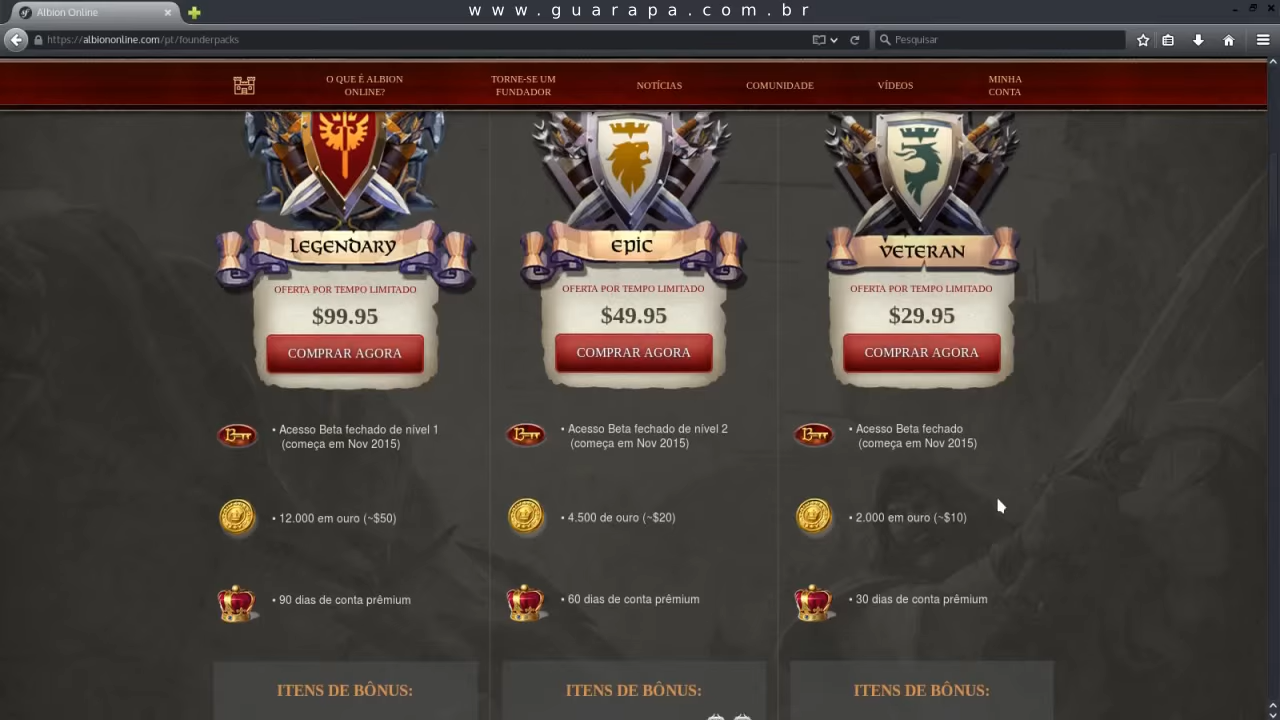 Albion Online
www.guarapa.com.br
https://albiononline.com/pt/founderpacks
Pesquisar
O QUE É ALBION
ONLINE?
TORNE-SE UM
FUNDADOR
NOTÍCIAS
COMUNIDADE
VÍDEOS
MINHA
CONTA
LEGENDARY
OFERTA POR TEMPO LIMITADO
$99.95
COMPRAR AGORA
• Acesso Beta fechado de nível 1
(começa em Nov 2015)
• 12.000 em ouro (~$50)
• 90 dias de conta prêmium
ITENS DE BÔNUS:
EPIC
OFERTA POR TEMPO LIMITADO
$49.95
COMPRAR AGORA
• Acesso Beta fechado de nível 2
(começa em Nov 2015)
• 4.500 de ouro (~$20)
• 60 dias de conta prêmium
ITENS DE BÔNUS:
VETERAN
OFERTA POR TEMPO LIMITADO
$29.95
COMPRAR AGORA
• Acesso Beta fechado
(começa em Nov 2015)
• 2.000 em ouro (~$10)
• 30 dias de conta prêmium
ITENS DE BÔNUS: